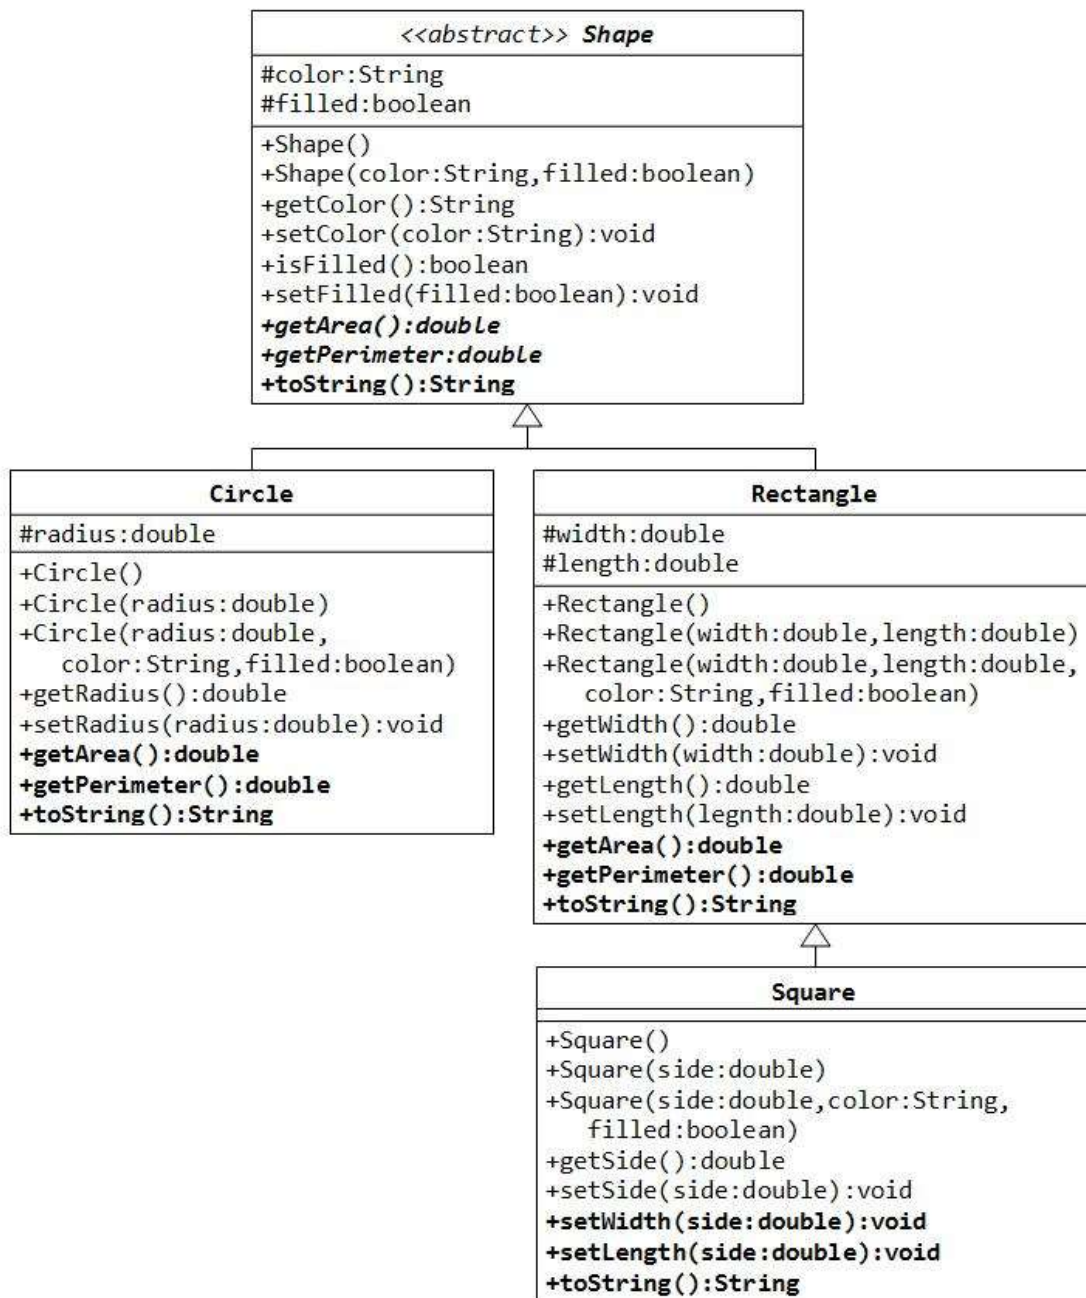 <<abstract>> Shape
#color:String
#filled:boolean
+Shape()
+Shape(color:String,filled:boolean)
+getColor():String
+setColor(color:String):void
+isFilled():boolean
+setFilled(filled:boolean):void
+getArea():double
+getPerimeter:double
+toString():String
Circle
#radius:double
+Circle()
+Circle(radius:double)
+Circle(radius:double,
color:String,filled:boolean)
+getRadius():double
+setRadius(radius:double):void
+getArea():double
+getPerimeter():double
+toString():String
Rectangle
#width:double
#length:double
+Rectangle()
+Rectangle(width:double,length:double)
+Rectangle(width:double,length:double,
color:String,filled:boolean)
+getWidth():double
+setWidth(width:double):void
+getLength():double
+setLength(legnth:double):void
+getArea():double
+getPerimeter():double
+toString():String
Square
+Square()
+Square(side:double)
+Square(side:double,color:String,
filled:boolean)
+getSide():double
+setSide(side:double):void
+setWidth(side:double):void
+setLength(side:double):void
+toString():String